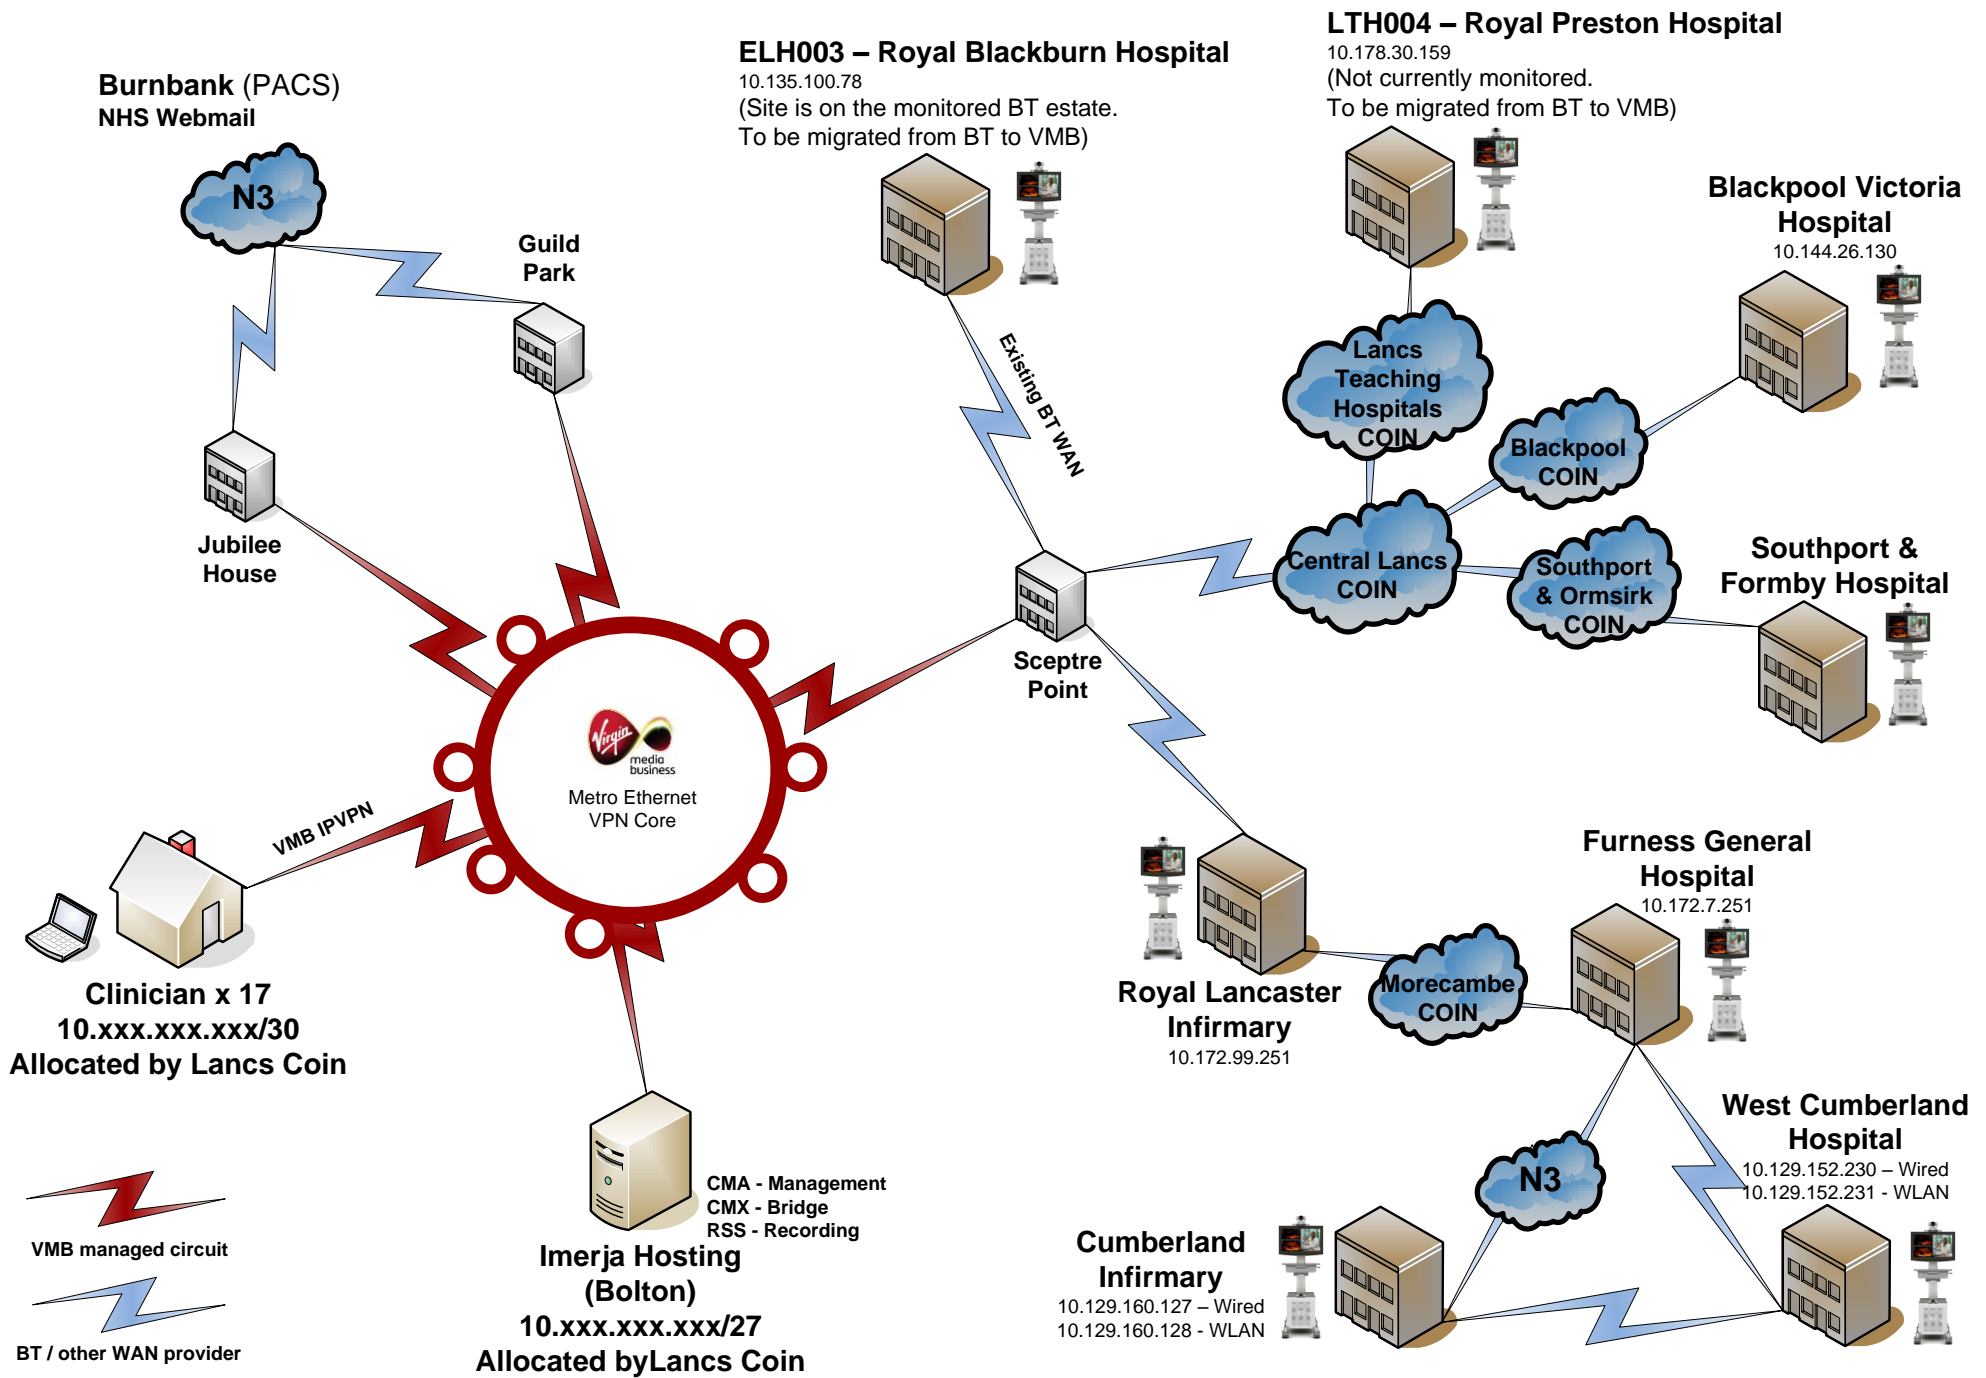 ELH003 – Royal Blackburn Hospital
10.135.100.78
(Site is on the monitored BT estate.
To be migrated from BT to VMB)
LTH004 – Royal Preston Hospital
10.178.30.159
(Not currently monitored.
To be migrated from BT to VMB)
Burnbank (PACS)
NHS Webmail
N3
Guild
Park
Blackpool Victoria
Hospital
10.144.26.130
Existing BT WAN
Lancs
Teaching
Hospitals
COIN
Blackpool
COIN
Jubilee
House
Central Lancs
COIN
Southport
& Ormsirk
COIN
Southport &
Formby Hospital
Sceptre
Point
Virgin
media
business
Metro Ethernet
VPN Core
VMB IPVPN
Clinician x 17
10.xxx.xxx.xxx/30
Allocated by Lancs Coin
Furness General
Hospital
10.172.7.251
Royal Lancaster
Infirmary
10.172.99.251
Morecambe
COIN
West Cumberland
Hospital
10.129.152.230 – Wired
10.129.152.231 - WLAN
N3
VMB managed circuit
BT / other WAN provider
CMA - Management
CMX - Bridge
RSS - Recording
Imerja Hosting
(Bolton)
10.xxx.xxx.xxx/27
Allocated byLancs Coin
Cumberland
Infirmary
10.129.160.127 – Wired
10.129.160.128 - WLAN